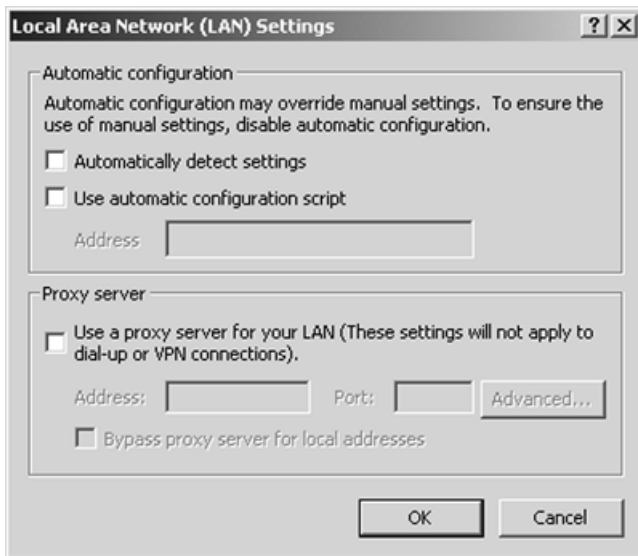 Local Area Network (LAN) Settings
Automatic configuration
Automatic configuration may override manual settings. To ensure the
use of manual settings, disable automatic configuration.
Automatically detect settings
Use automatic configuration script
Address
Proxy server
Use a proxy server for your LAN (These settings will not apply to
dial-up or VPN connections).
Address: Port: Advanced...
Bypass proxy server for local addresses
OK Cancel